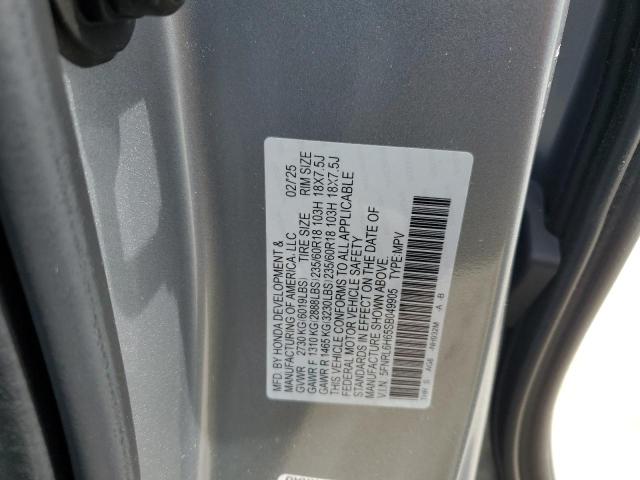 MFD. BY HONDA DEVELOPMENT & 02/25
MANUFACTURING OF AMERICA, LLC
GVWR 2730 KG(6019LBS) TIRE SIZE RIM SIZE
GAWR F 1310 KG(2888LBS) 235/60R18 103H 18X7.5J
GAWR R 1465 KG(3230LBS) 235/60R18 103H 18X7.5J
THIS VEHICLE CONFORMS TO ALL APPLICABLE
FEDERAL MOTOR VEHICLE SAFETY
STANDARDS IN EFFECT ON THE DATE OF
MANUFACTURE SHOWN ABOVE.
V.I.N 5FNRL6H65SB049905 TYPE:MPV
THR S AG6 NH932M -A -B